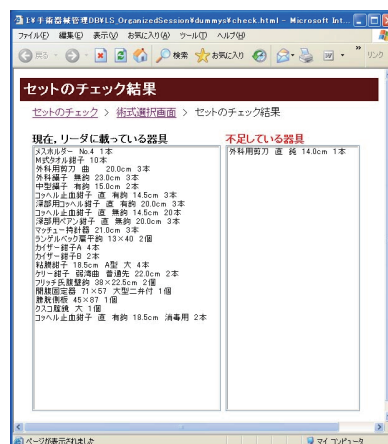 I:¥手術器械管理DB¥LS_OrganizedSession¥dummys¥check.html - Microsoft Int...
ファイル(F) 編集(E) 表示(V) お気に入り(A) ツール(T) ヘルプ(H)
戻る 検索 お気に入り リンク
セットのチェック結果
セットのチェック > 術式選択画面 > セットのチェック結果
現在，リーダに載っている器具
メスホルダー No.4 1本
M式タオル鉗子 10本
外科用剪刀 曲 20.0cm 3本
外科鑷子 無鈎 23.0cm 3本
中型鑷子 有鈎 15.0cm 2本
コッヘル止血鉗子 直 有鈎 14.5cm 3本
深部用コッヘル鉗子 直 有鈎 20.0cm 3本
コッヘル止血鉗子 直 無鈎 14.5cm 20本
深部用ペアン鉗子 直 無鈎 20.0cm 3本
マッチュー持針器 21.0cm 3本
ランゲルベック扁平鈎 13×40 2個
カイザー鉗子A 4本
カイザー鉗子B 2本
粘膜鉗子 18.5cm A型 大 4本
ケリー鉗子 弱湾曲 普通先 22.0cm 2本
フリッチ氏腹壁鈎 38×22.5cm 2個
開腹固定器 71×57 大型二弁付 1個
膀胱側板 45×87 1個
クスコ膣鏡 大 1個
コッヘル止血鉗子 直 有鈎 18.5cm 消毒用 2本
不足している器具
外科用剪刀 直 鈍 14.0cm 1本
ページが表示されました
マイ コンピュータ